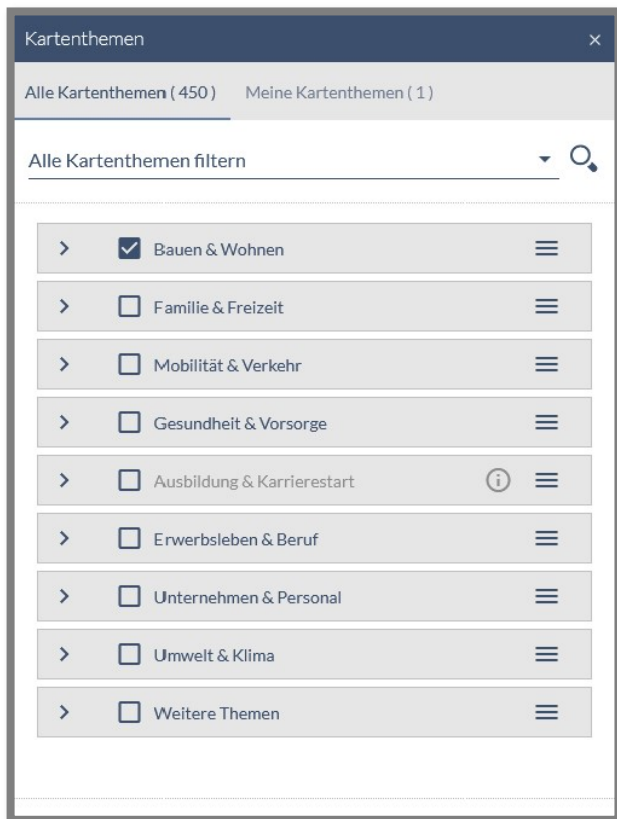 Kartenthemen
Alle Kartenthemen ( 450 ) Meine Kartenthemen ( 1 )
Alle Kartenthemen filtern
Bauen & Wohnen
Familie & Freizeit
Mobilität & Verkehr
Gesundheit & Vorsorge
Ausbildung & Karrierestart
Erwerbsleben & Beruf
Unternehmen & Personal
Umwelt & Klima
Weitere Themen